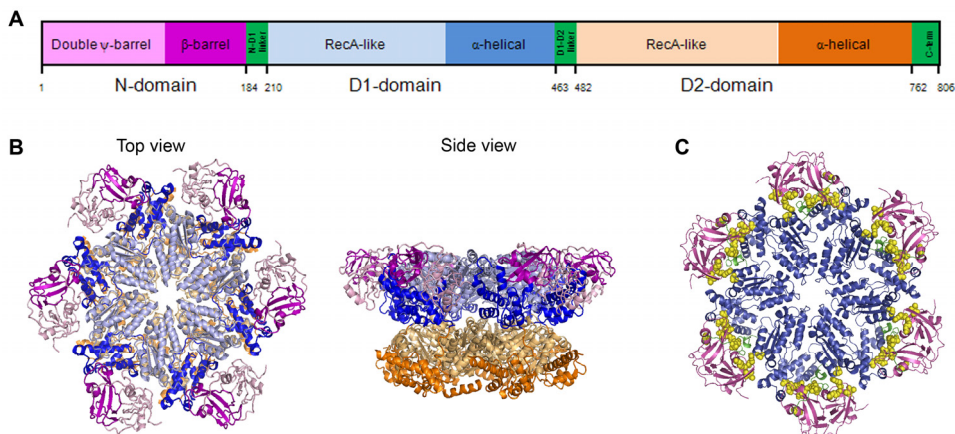 A
Double ψ-barrel β-barrel N-D1 linker RecA-like α-helical D1-D2 linker RecA-like α-helical C-term
1 N-domain 184 210 D1-domain 463 482 D2-domain 762 806
B Top view Side view C